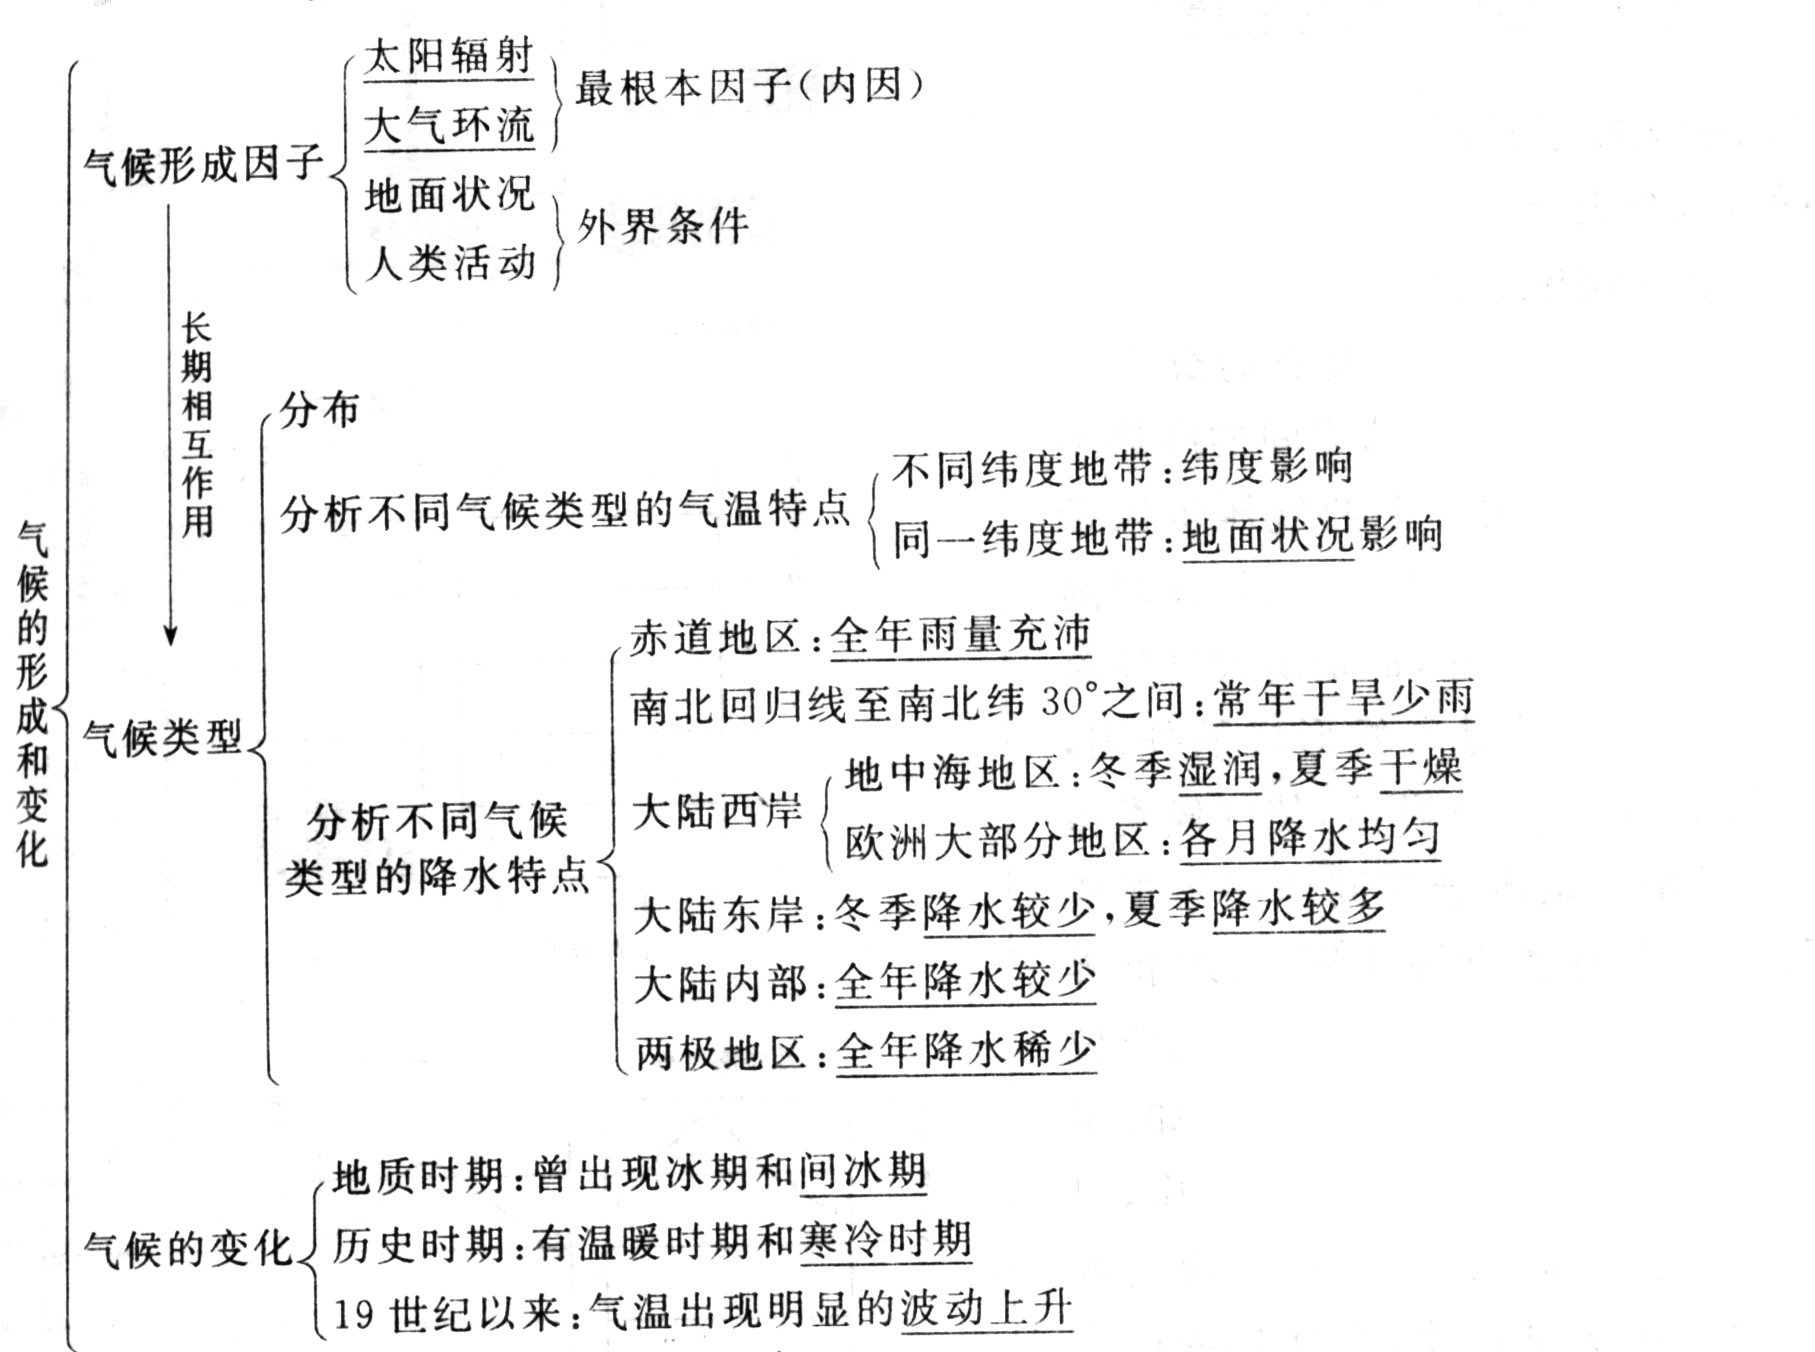 气候的形成和变化
气候形成因子
太阳辐射
大气环流
最根本因子(内因)
地面状况
人类活动
外界条件
长期相互作用
气候类型
分布
分析不同气候类型的气温特点
不同纬度地带:纬度影响
同一纬度地带:地面状况影响
分析不同气候
类型的降水特点
赤道地区:全年雨量充沛
南北回归线至南北纬 30°之间:常年干旱少雨
大陆西岸
地中海地区:冬季湿润,夏季干燥
欧洲大部分地区:各月降水均匀
大陆东岸:冬季降水较少,夏季降水较多
大陆内部:全年降水较少
两极地区:全年降水稀少
气候的变化
地质时期:曾出现冰期和间冰期
历史时期:有温暖时期和寒冷时期
19 世纪以来:气温出现明显的波动上升